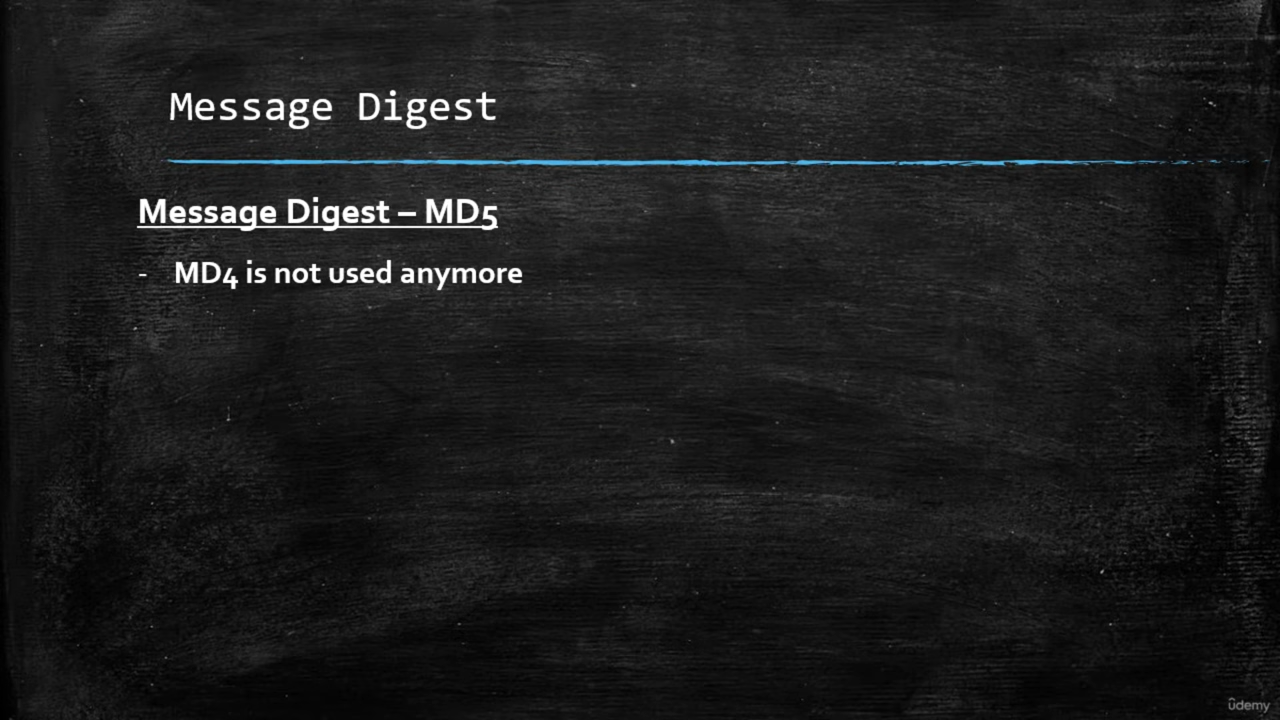 Message Digest
Message Digest – MD5
- MD4 is not used anymore
ûdemy